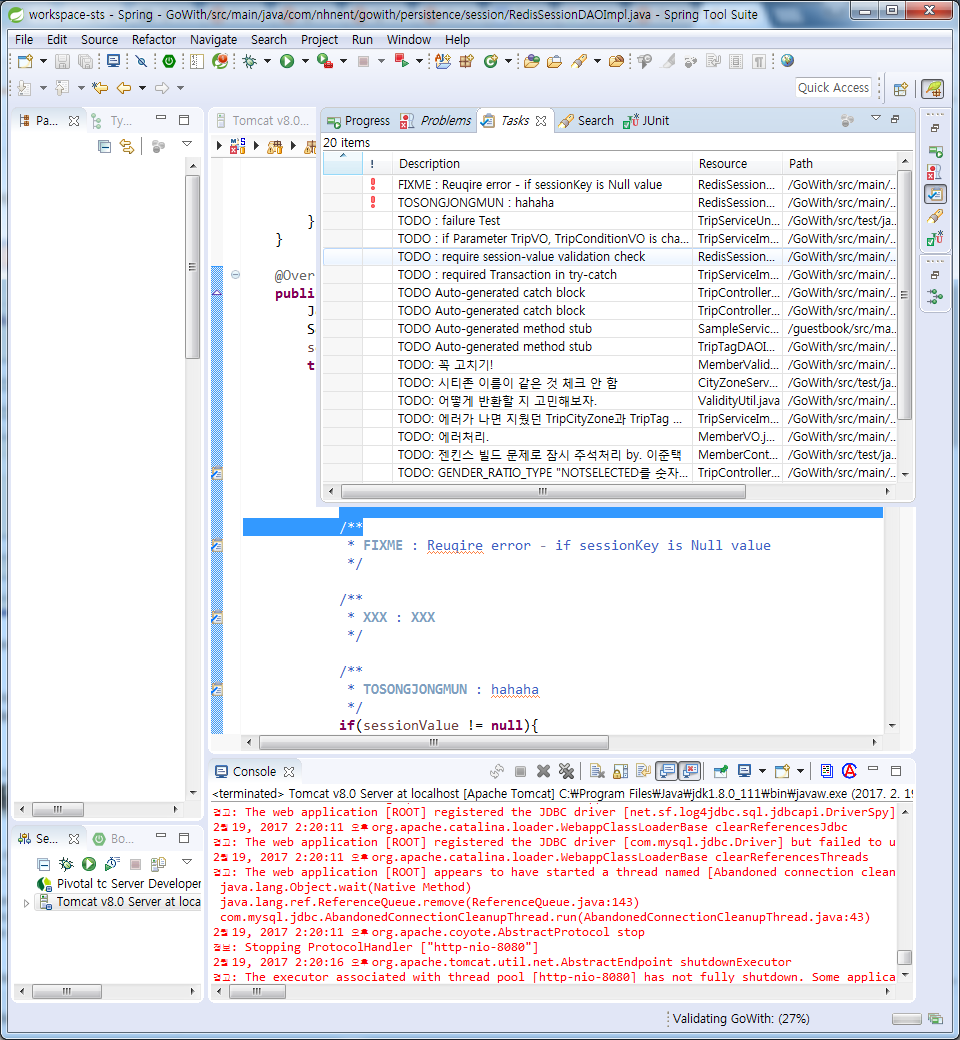 workspace-sts - Spring - GoWith/src/main/java/com/nhnent/gowith/persistence/session/RedisSessionDAOImpl.java - Spring Tool Suite
File Edit Source Refactor Navigate Search Project Run Window Help
Quick Access
Pa... Ty...
Tomcat v8.0...
Progress Problems Tasks Search JUnit
20 items
! Description Resource Path
FIXME : Reuqire error - if sessionKey is Null value RedisSession... /GoWith/src/main/...
TOSONGJONGMUN : hahaha RedisSession... /GoWith/src/main/...
TODO : failure Test TripServiceUn... /GoWith/src/test/ja...
TODO : if Parameter TripVO, TripConditionVO is cha... TripServiceIm... /GoWith/src/main/...
TODO : require session-value validation check RedisSession... /GoWith/src/main/...
TODO : required Transaction in try-catch TripServiceIm... /GoWith/src/main/...
TODO Auto-generated catch block TripController... /GoWith/src/main/...
TODO Auto-generated catch block TripController... /GoWith/src/main/...
TODO Auto-generated method stub SampleServic... /guestbook/src/ma...
TODO Auto-generated method stub TripTagDAOI... /GoWith/src/main/...
TODO: 꼭 고치기! MemberValid... /GoWith/src/main/...
TODO: 시티존 이름이 같은 것 체크 안 함 CityZoneServ... /GoWith/src/test/ja...
TODO: 어떻게 반환할 지 고민해보자. ValidityUtil.java /GoWith/src/main/...
TODO: 에러가 나면 지웠던 TripCityZone과 TripTag ... TripServiceIm... /GoWith/src/main/...
TODO: 에러처리. MemberVO.j... /GoWith/src/main/...
TODO: 젠킨스 빌드 문제로 잠시 주석처리 by. 이준택 MemberCont... /GoWith/src/test/ja...
TODO: GENDER_RATIO_TYPE "NOTSELECTED를 숫자... TripController... /GoWith/src/main/...
}
}
@Over
publi
J
S
s
t
/**
* FIXME : Reuqire error - if sessionKey is Null value
*/
/**
* XXX : XXX
*/
/**
* TOSONGJONGMUN : hahaha
*/
if(sessionValue != null){
Se... Bo...
Pivotal tc Server Developer
Tomcat v8.0 Server at loca
Console
<terminated> Tomcat v8.0 Server at localhost [Apache Tomcat] C:₩Program Files₩Java₩jdk1.8.0_111₩bin₩javaw.exe (2017. 2. 19
경고: The web application [ROOT] registered the JDBC driver [net.sf.log4jdbc.sql.jdbcapi.DriverSpy]
2월 19, 2017 2:20:11 오후 org.apache.catalina.loader.WebappClassLoaderBase clearReferencesJdbc
경고: The web application [ROOT] registered the JDBC driver [com.mysql.jdbc.Driver] but failed to u
2월 19, 2017 2:20:11 오후 org.apache.catalina.loader.WebappClassLoaderBase clearReferencesThreads
경고: The web application [ROOT] appears to have started a thread named [Abandoned connection clean
java.lang.Object.wait(Native Method)
java.lang.ref.ReferenceQueue.remove(ReferenceQueue.java:143)
com.mysql.jdbc.AbandonedConnectionCleanupThread.run(AbandonedConnectionCleanupThread.java:43)
2월 19, 2017 2:20:11 오후 org.apache.coyote.AbstractProtocol stop
정보: Stopping ProtocolHandler ["http-nio-8080"]
2월 19, 2017 2:20:16 오후 org.apache.tomcat.util.net.AbstractEndpoint shutdownExecutor
경고: The executor associated with thread pool [http-nio-8080] has not fully shutdown. Some applica
Validating GoWith: (27%)